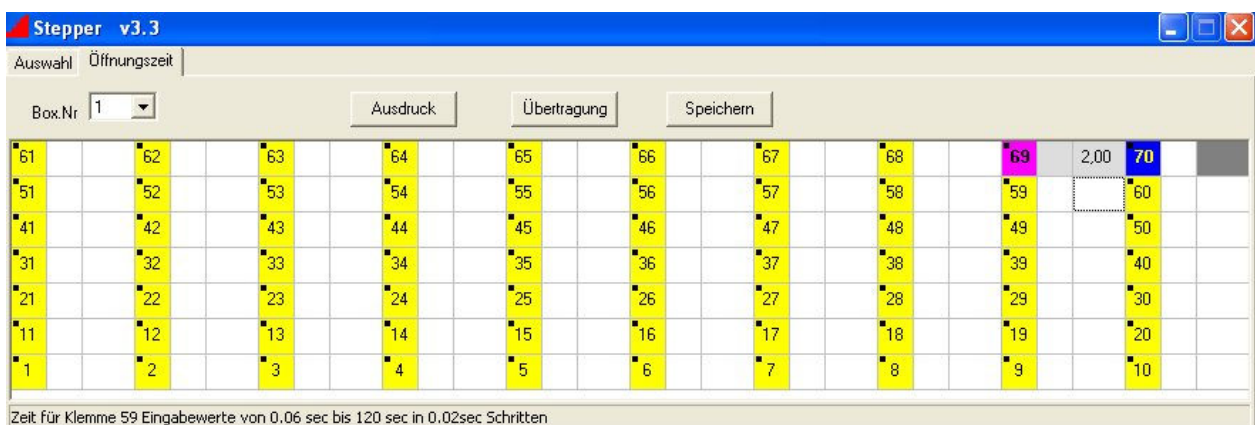 Stepper v3.3
Auswahl Öffnungszeit
Box.Nr 1 Ausdruck Übertragung Speichern
61 62 63 64 65 66 67 68 69 2,00 70
51 52 53 54 55 56 57 58 59 60
41 42 43 44 45 46 47 48 49 50
31 32 33 34 35 36 37 38 39 40
21 22 23 24 25 26 27 28 29 30
11 12 13 14 15 16 17 18 19 20
1 2 3 4 5 6 7 8 9 10
Zeit für Klemme 59 Eingabewerte von 0.06 sec bis 120 sec in 0.02sec Schritten